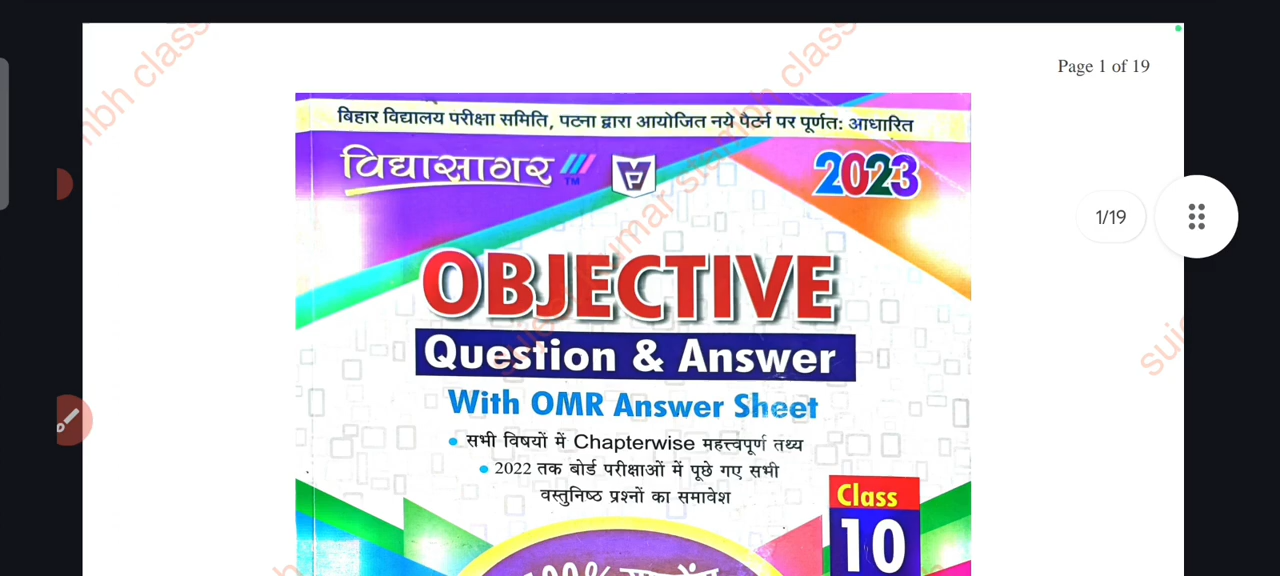 Page 1 of 19
बिहार विद्यालय परीक्षा समिति, पटना द्वारा आयोजित नये पैटर्न पर पूर्णत: आधारित
विद्यासागर TM
2023
1/19
OBJECTIVE
Question & Answer
With OMR Answer Sheet
• सभी विषयों में Chapterwise महत्त्वपूर्ण तथ्य
• 2022 तक बोर्ड परीक्षाओं में पूछे गए सभी
वस्तुनिष्ठ प्रश्नों का समावेश
Class
10